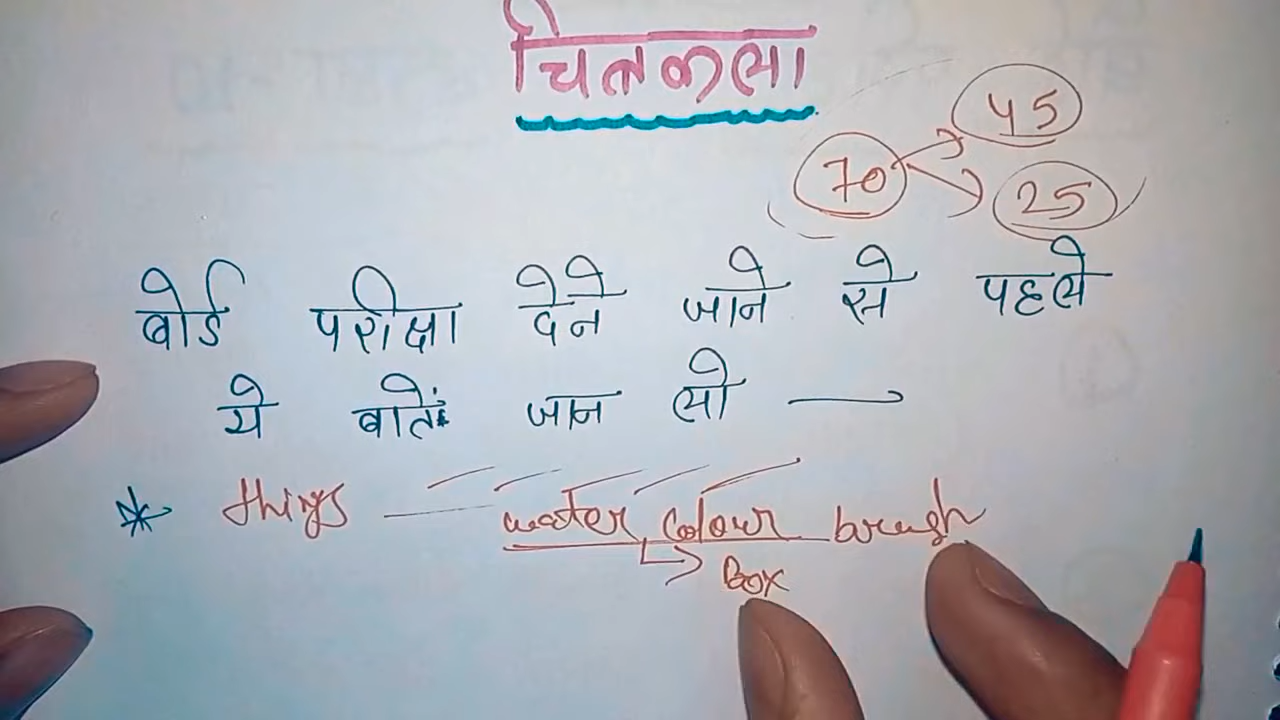 चित्रकला
70 45
25
बोर्ड परीक्षा देने जाने से पहले
ये बातें जान लो —
* things — water colour brush
Box